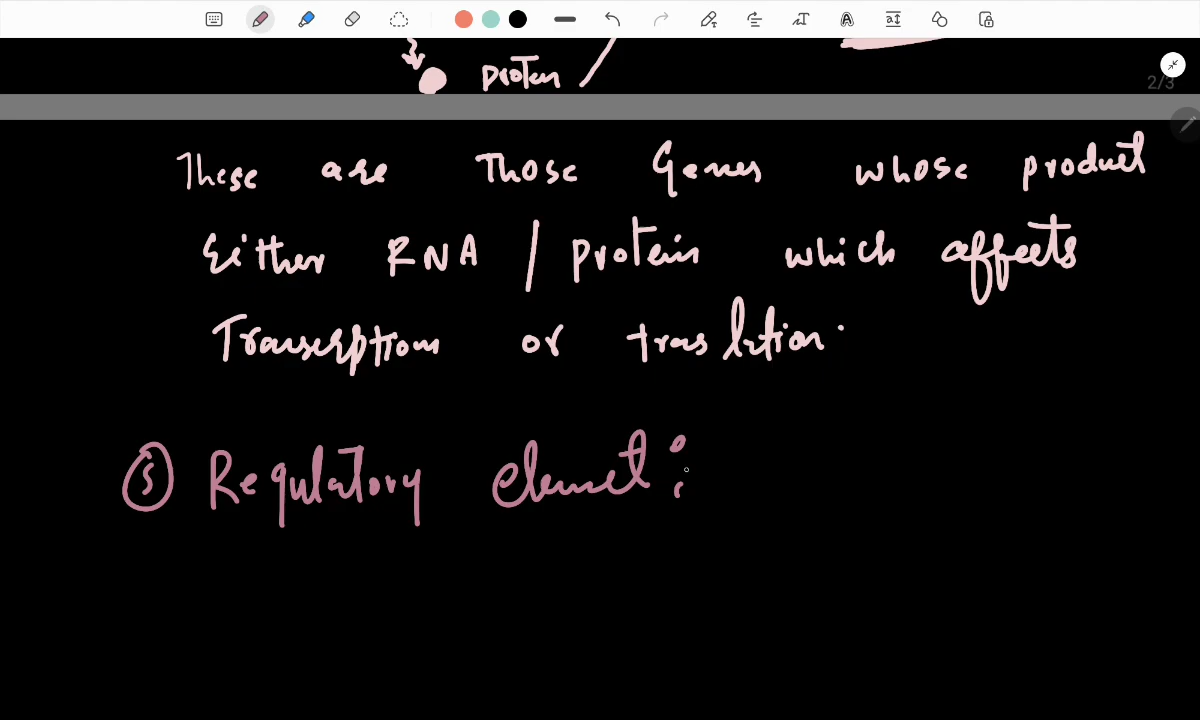 protein /
2/3
These are Those Genes whose product
Either RNA / protein which affects
Transcription or traslation.
⑤ Regulatory element :